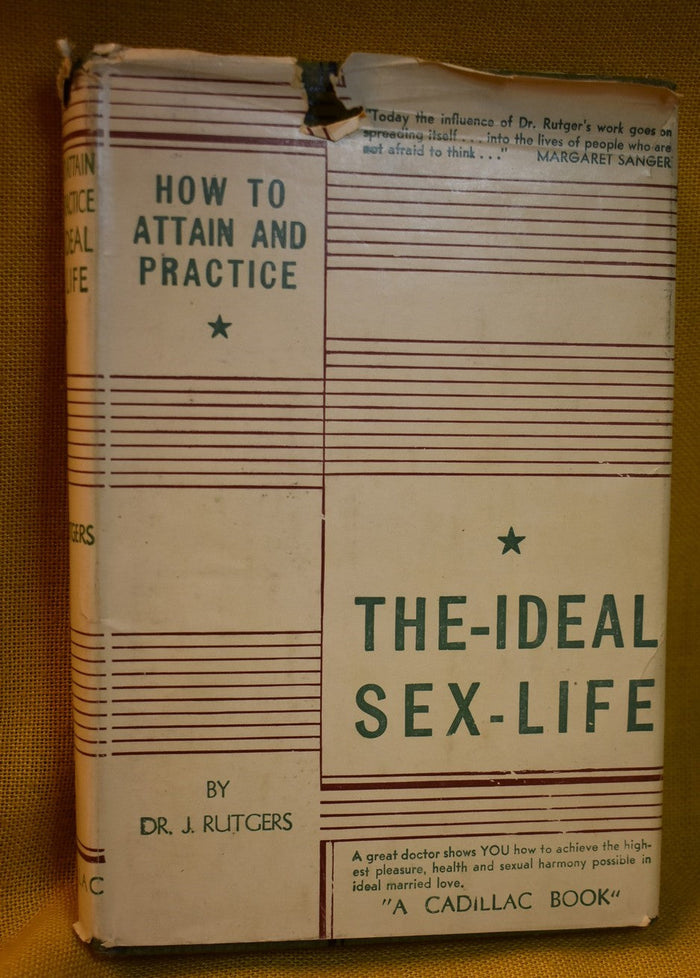 ATTAIN
CTICE
DEAL
LIFE
GERS
AC
HOW TO
ATTAIN AND
PRACTICE
BY
DR. J. RUTGERS
"Today the influence of Dr. Rutger's work goes on
spreading itself . . . into the lives of people who are
not afraid to think . . ." MARGARET SANGER
THE-IDEAL
SEX-LIFE
A great doctor shows YOU how to achieve the high-
est pleasure, health and sexual harmony possible in
ideal married love.
"A CADILLAC BOOK"